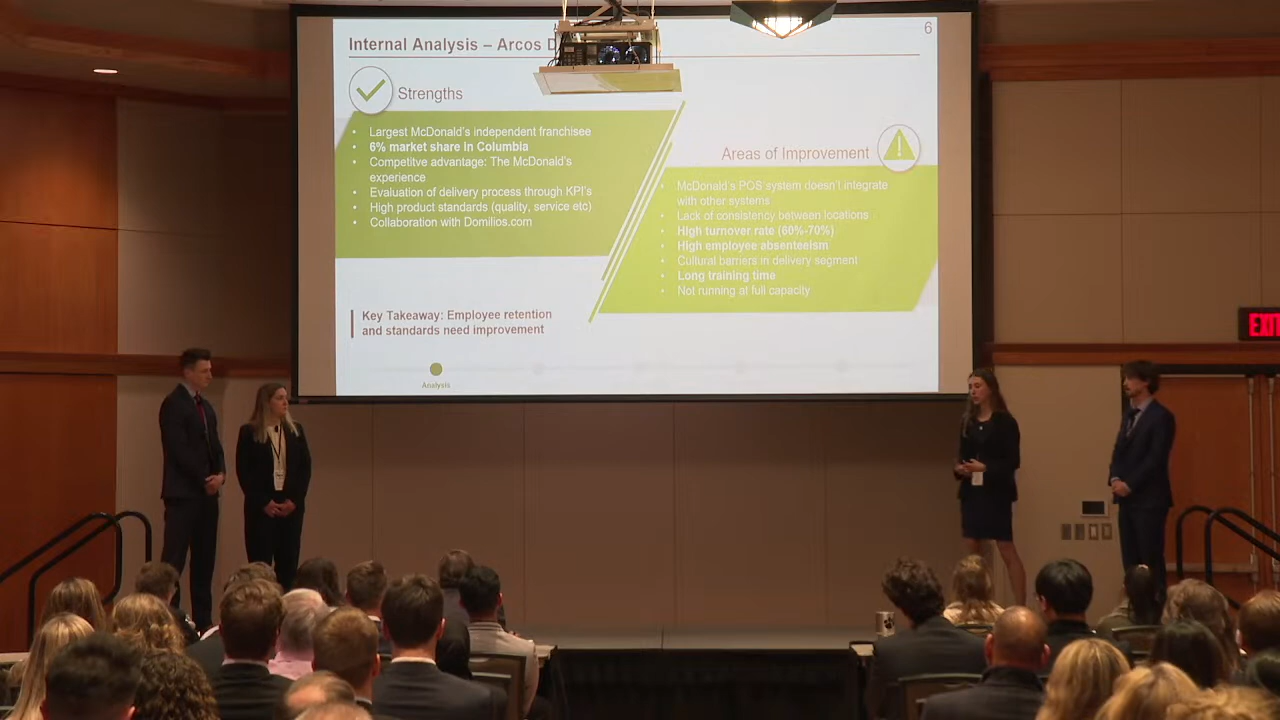 Internal Analysis – Arcos
6
Strengths
• Largest McDonald's independent franchisee
• 6% market share in Columbia
• Competitve advantage: The McDonald's
experience
• Evaluation of delivery process through KPI's
• High product standards (quality, service etc)
• Collaboration with Domilios.com
Areas of Improvement
• McDonald's POS system doesn't integrate
with other systems
• Lack of consistency between locations
• High turnover rate (60%-70%)
• High employee absenteeism
• Cultural barriers in delivery segment
• Long training time
• Not running at full capacity
Key Takeaway: Employee retention
and standards need improvement
Analysis